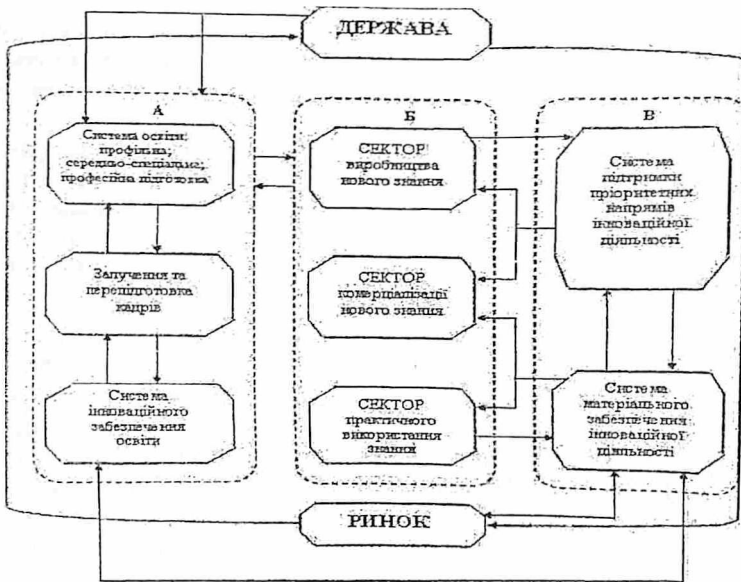 ДЕРЖАВА
А
Система освіти:
профільна;
середньо-спеціальна;
професійна підготовка
Залучення та
перепідготовка
кадрів
Система
інноваційного
забезпечення
освіти
Б
СЕКТОР
виробництва
нового знання
СЕКТОР
комерціалізації
нового знання
СЕКТОР
практичного
використання
знання
В
Система
підтримки
пріоритетних
напрямів
інноваційної
діяльності
Система
матеріального
забезпечення
інноваційної
діяльності
РИНОК